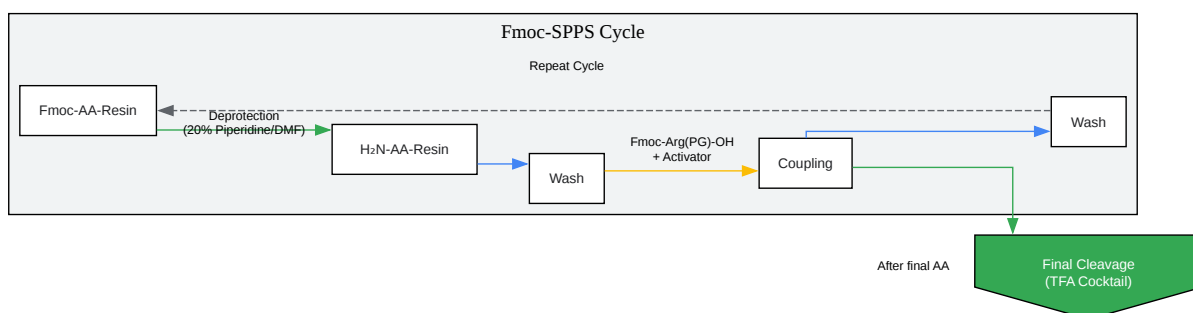 Fmoc-SPPS Cycle
Repeat Cycle
Fmoc-AA-Resin
Deprotection
(20% Piperidine/DMF)
H₂N-AA-Resin
Wash
Fmoc-Arg(PG)-OH
+ Activator
Coupling
Wash
After final AA
Final Cleavage
(TFA Cocktail)